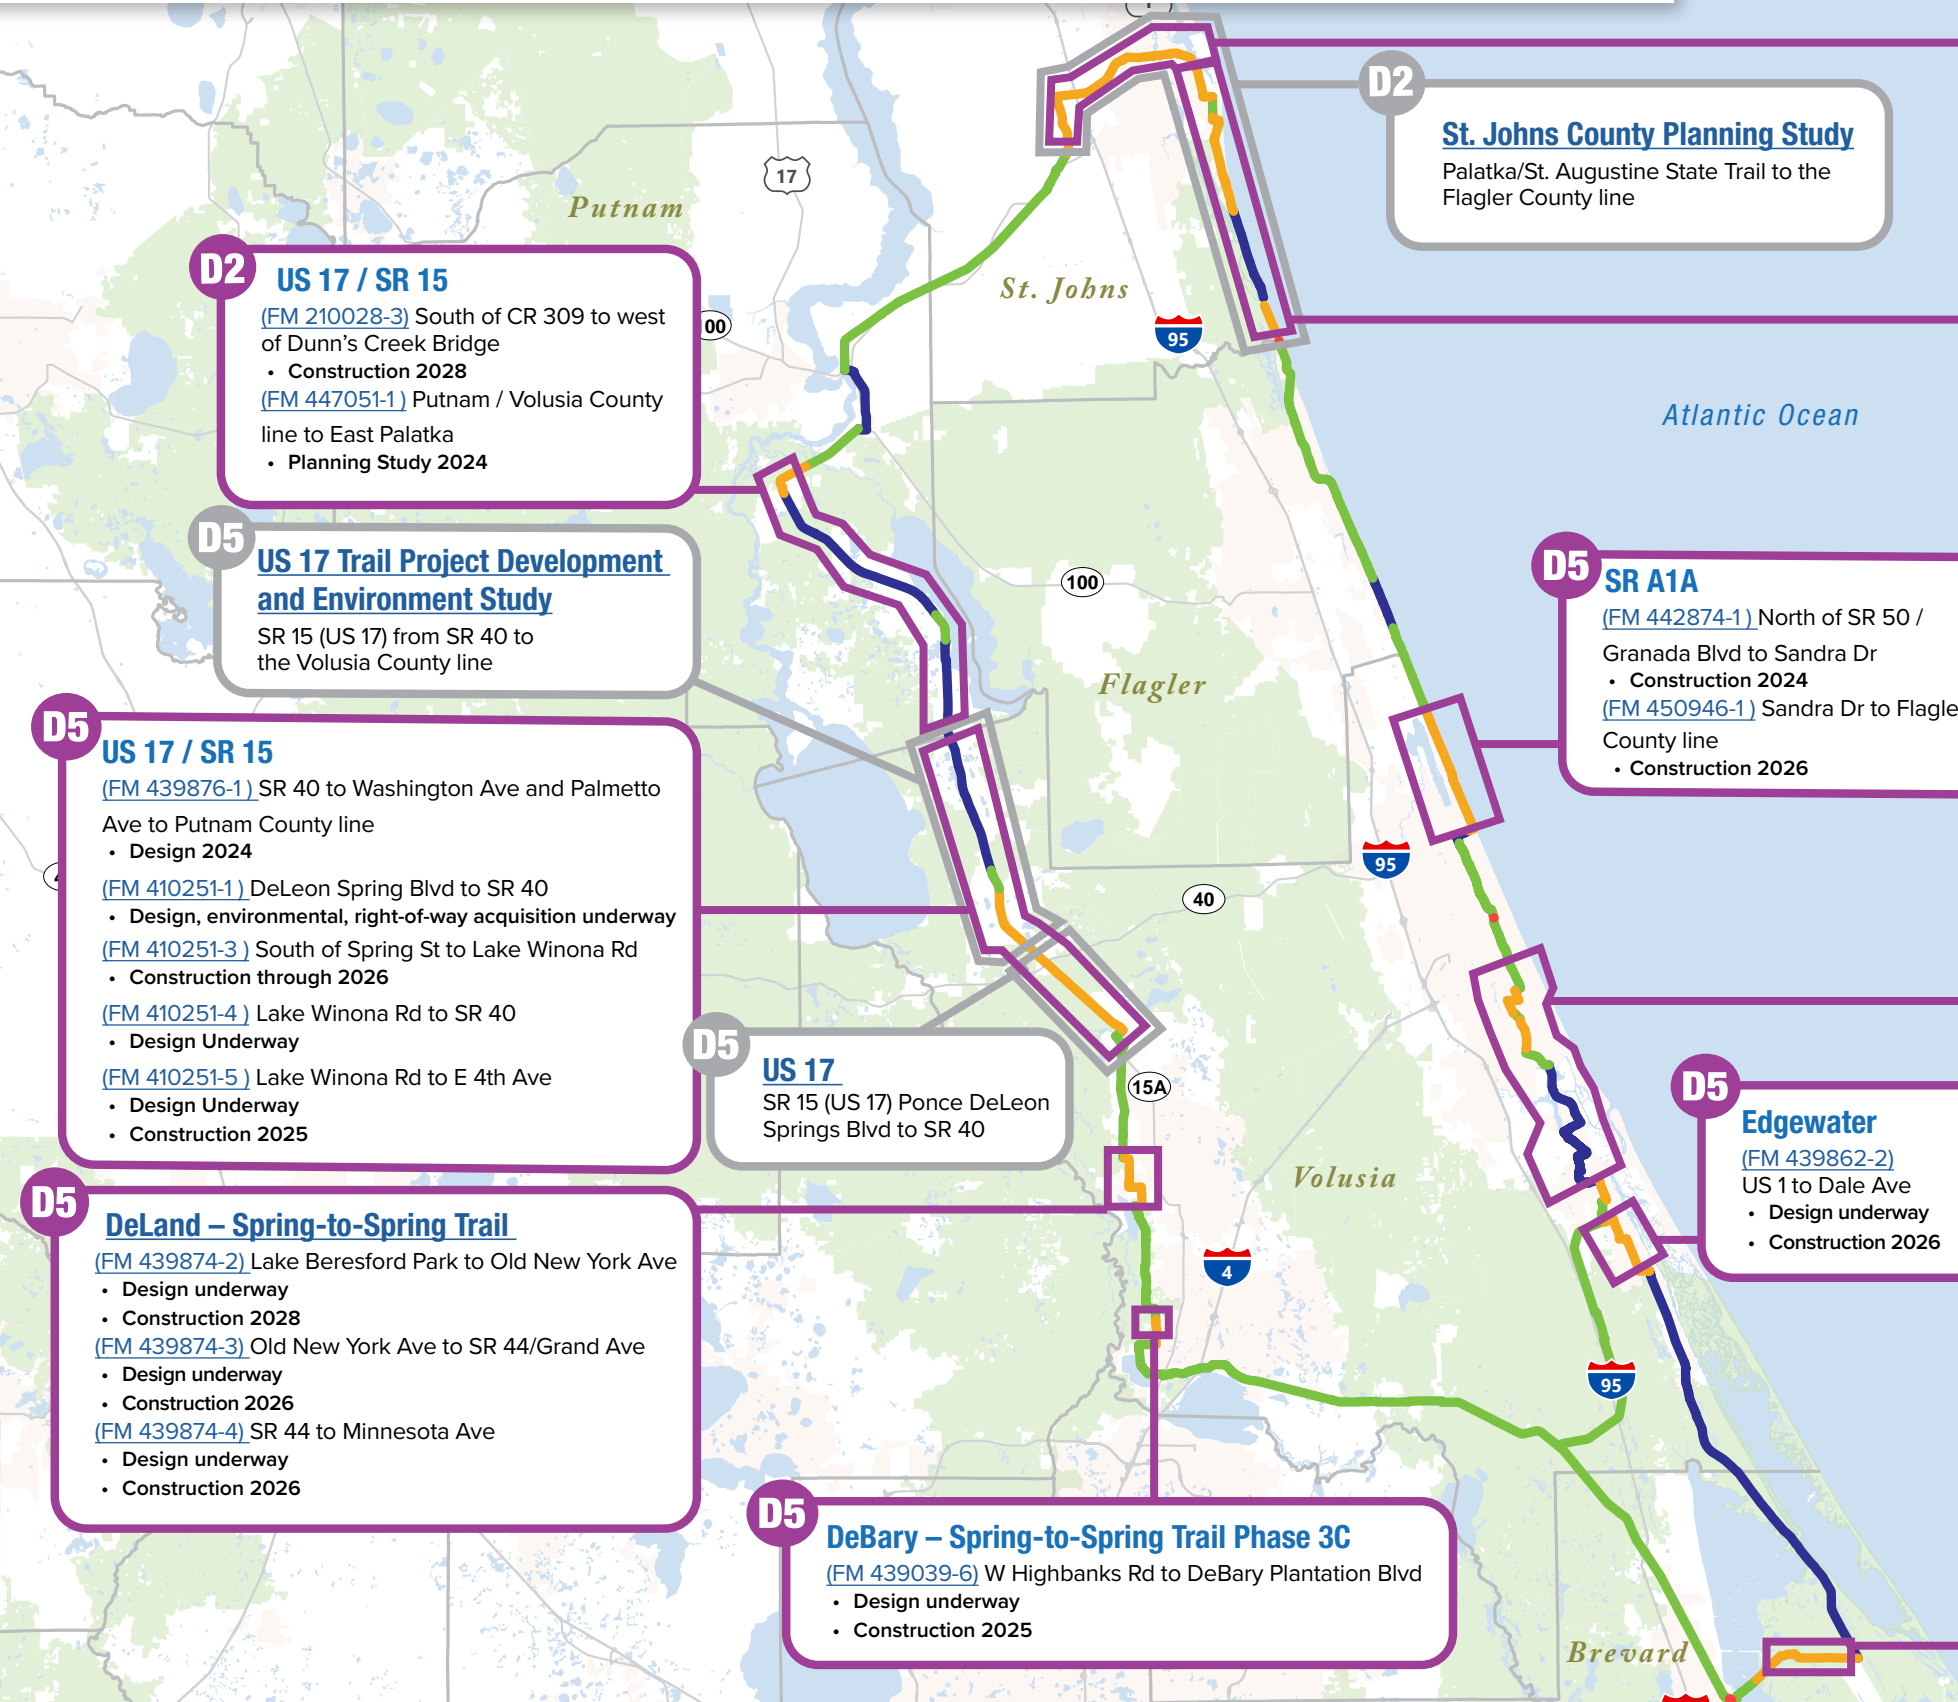 D2
St. Johns County Planning Study
Palatka/St. Augustine State Trail to the
Flagler County line
17
Putnam
D2
US 17 / SR 15
(FM 210028-3) South of CR 309 to west
of Dunn's Creek Bridge
• Construction 2028
(FM 447051-1 ) Putnam / Volusia County
line to East Palatka
• Planning Study 2024
00
St. Johns
95
Atlantic Ocean
D5
US 17 Trail Project Development
and Environment Study
SR 15 (US 17) from SR 40 to
the Volusia County line
100
Flagler
D5
SR A1A
(FM 442874-1 ) North of SR 50 /
Granada Blvd to Sandra Dr
• Construction 2024
(FM 450946-1 ) Sandra Dr to Flagle
County line
• Construction 2026
D5
US 17 / SR 15
(FM 439876-1 ) SR 40 to Washington Ave and Palmetto
Ave to Putnam County line
• Design 2024
(FM 410251-1 ) DeLeon Spring Blvd to SR 40
• Design, environmental, right-of-way acquisition underway
(FM 410251-3 ) South of Spring St to Lake Winona Rd
• Construction through 2026
(FM 410251-4 ) Lake Winona Rd to SR 40
• Design Underway
(FM 410251-5 ) Lake Winona Rd to E 4th Ave
• Design Underway
• Construction 2025
95
40
D5
US 17
SR 15 (US 17) Ponce DeLeon
Springs Blvd to SR 40
15A
Volusia
D5
Edgewater
(FM 439862-2)
US 1 to Dale Ave
• Design underway
• Construction 2026
D5
DeLand – Spring-to-Spring Trail
(FM 439874-2) Lake Beresford Park to Old New York Ave
• Design underway
• Construction 2028
(FM 439874-3) Old New York Ave to SR 44/Grand Ave
• Design underway
• Construction 2026
(FM 439874-4) SR 44 to Minnesota Ave
• Design underway
• Construction 2026
4
95
D5
DeBary – Spring-to-Spring Trail Phase 3C
(FM 439039-6) W Highbanks Rd to DeBary Plantation Blvd
• Design underway
• Construction 2025
Brevard